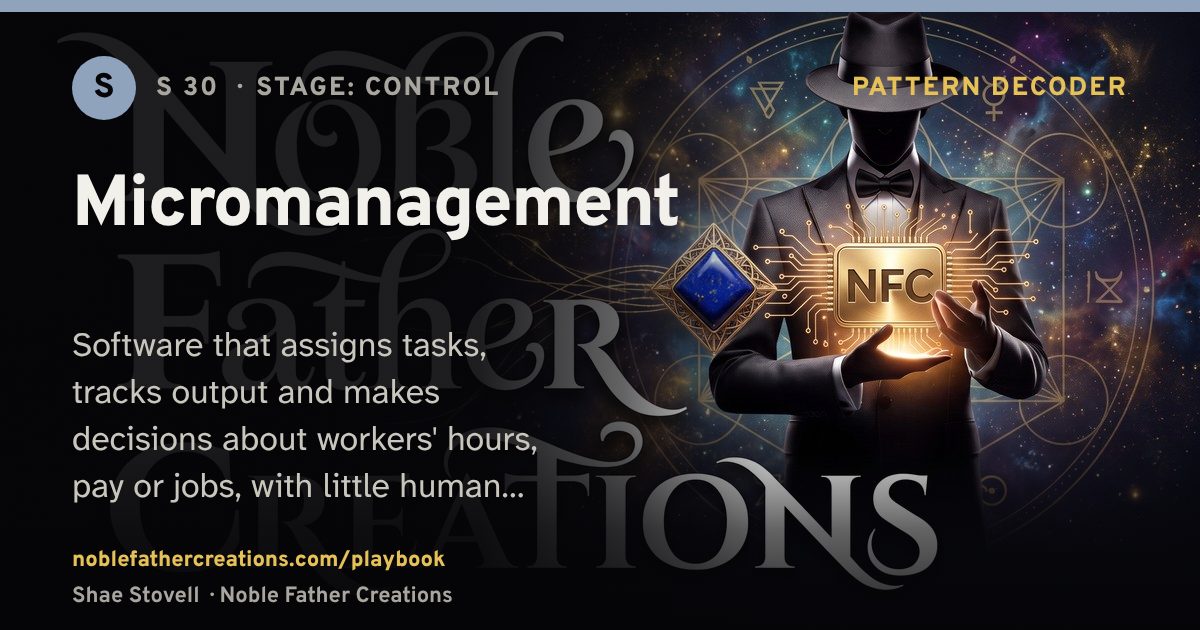 S
S 30 · STAGE: CONTROL
PATTERN DECODER
Micromanagement
Software that assigns tasks,
tracks output and makes
decisions about workers' hours,
pay or jobs, with little human...
noblefathercreations.com/playbook
Shae Stovell · Noble Father Creations
Noble
FatheR
CREATIONS
NFC